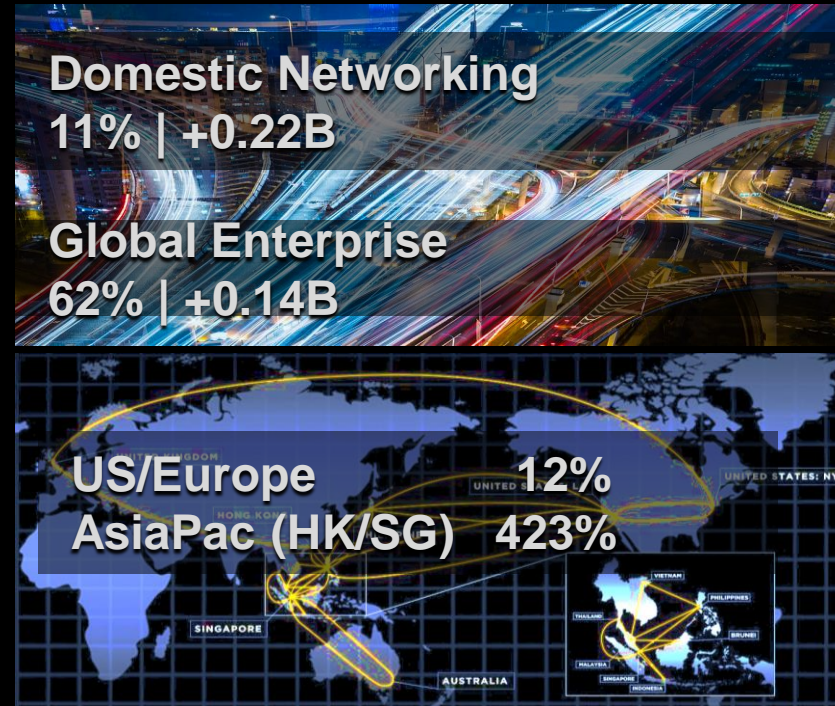 Domestic Networking
11% | +0.22B
Global Enterprise
62% | +0.14B
UNITED KINGDOM
US/Europe 12%
UNITED STATES: NY
HONG KONG
AsiaPac (HK/SG) 423%
VIETNAM
PHILIPPINES
THAILAND
SINGAPORE
BRUNEI
MALAYSIA
SINGAPORE
INDONESIA
AUSTRALIA